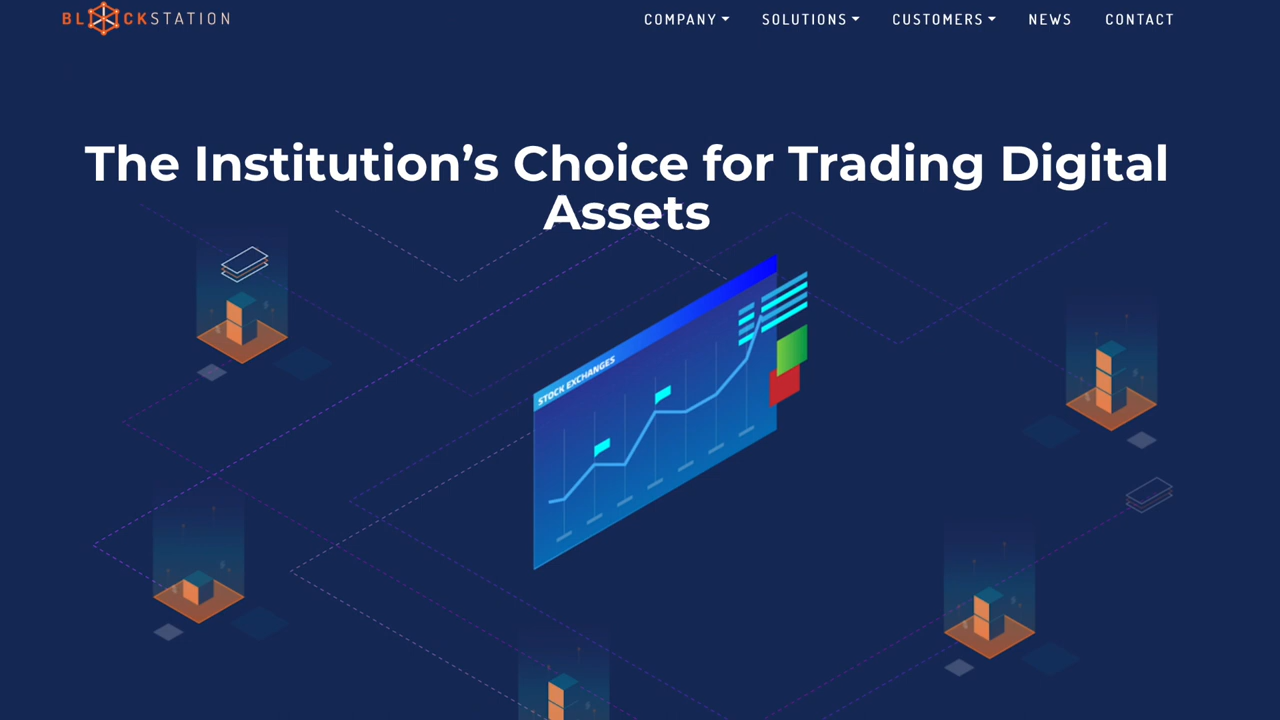 BLOCKSTATION
COMPANY
SOLUTIONS
CUSTOMERS
NEWS
CONTACT
The Institution’s Choice for Trading Digital
Assets
STOCK EXCHANGES